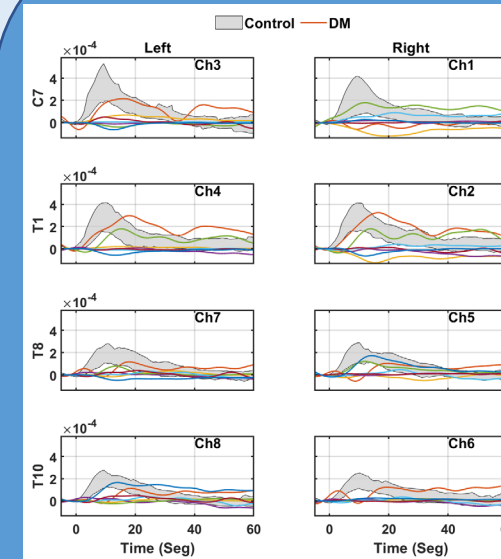 Control DM
Left Right
×10⁻⁴
C7 4 2 0 Ch3 Ch1
×10⁻⁴
T1 4 2 0 Ch4 Ch2
×10⁻⁴
T8 4 2 0 Ch7 Ch5
×10⁻⁴
T10 4 2 0 Ch8 Ch6
0 20 40 60 0 20 40
Time (Seg) Time (Seg)